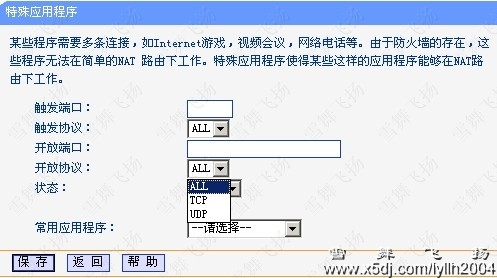 特殊应用程序
某些程序需要多条连接，如Internet游戏，视频会议，网络电话等。由于防火墙的存在，这
些程序无法在简单的NAT 路由下工作。特殊应用程序使得某些这样的应用程序能够在NAT路
由下工作。
触发端口：
触发协议： ALL
开放端口：
开放协议： ALL
ALL
TCP
UDP
状态：
常用应用程序： --请选择--
保存 返回 帮助
雪舞飞扬
www.x5dj.com/lyllh2004